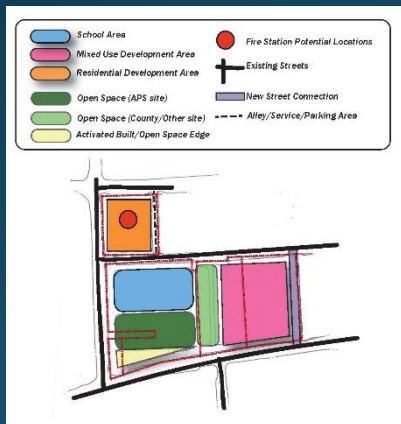 School Area
Mixed Use Development Area
Residential Development Area
Open Space (APS site)
Open Space (County/Other site)
Activated Built/Open Space Edge
Fire Station Potential Locations
Existing Streets
New Street Connection
Alley/Service/Parking Area